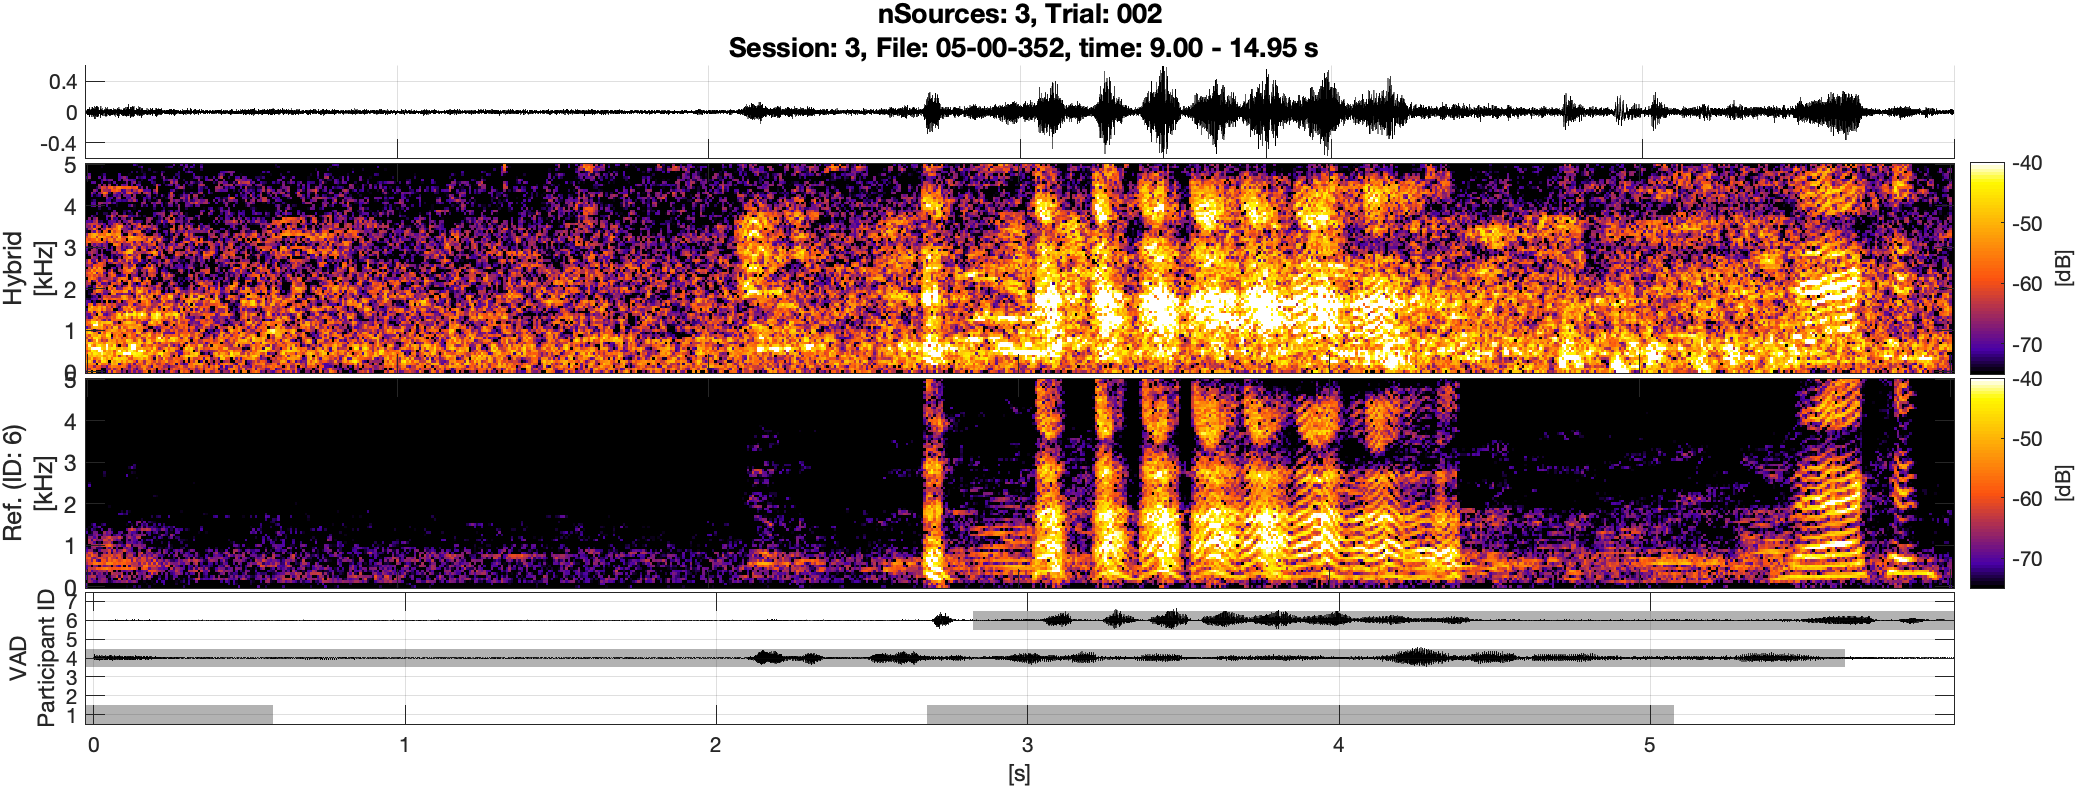 nSources: 3, Trial: 002
Session: 3, File: 05-00-352, time: 9.00 - 14.95 s
0.4
0
-0.4
Hybrid
[kHz]
5
4
3
2
1
0
-40
-50
-60
-70
[dB]
Ref. (ID: 6)
[kHz]
5
4
3
2
1
0
-40
-50
-60
-70
[dB]
VAD
Participant ID
7
6
5
4
3
2
1
0 1 2 3 4 5
[s]